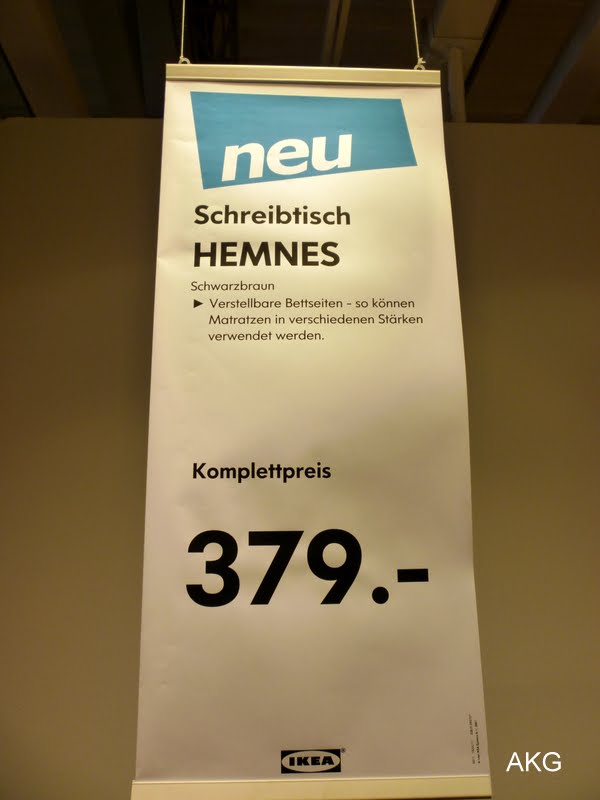 neu
Schreibtisch
HEMNES
Schwarzbraun
► Verstellbare Bettseiten - so können
Matratzen in verschiedenen Stärken
verwendet werden.
Komplettpreis
379.-
IKEA®
AKG